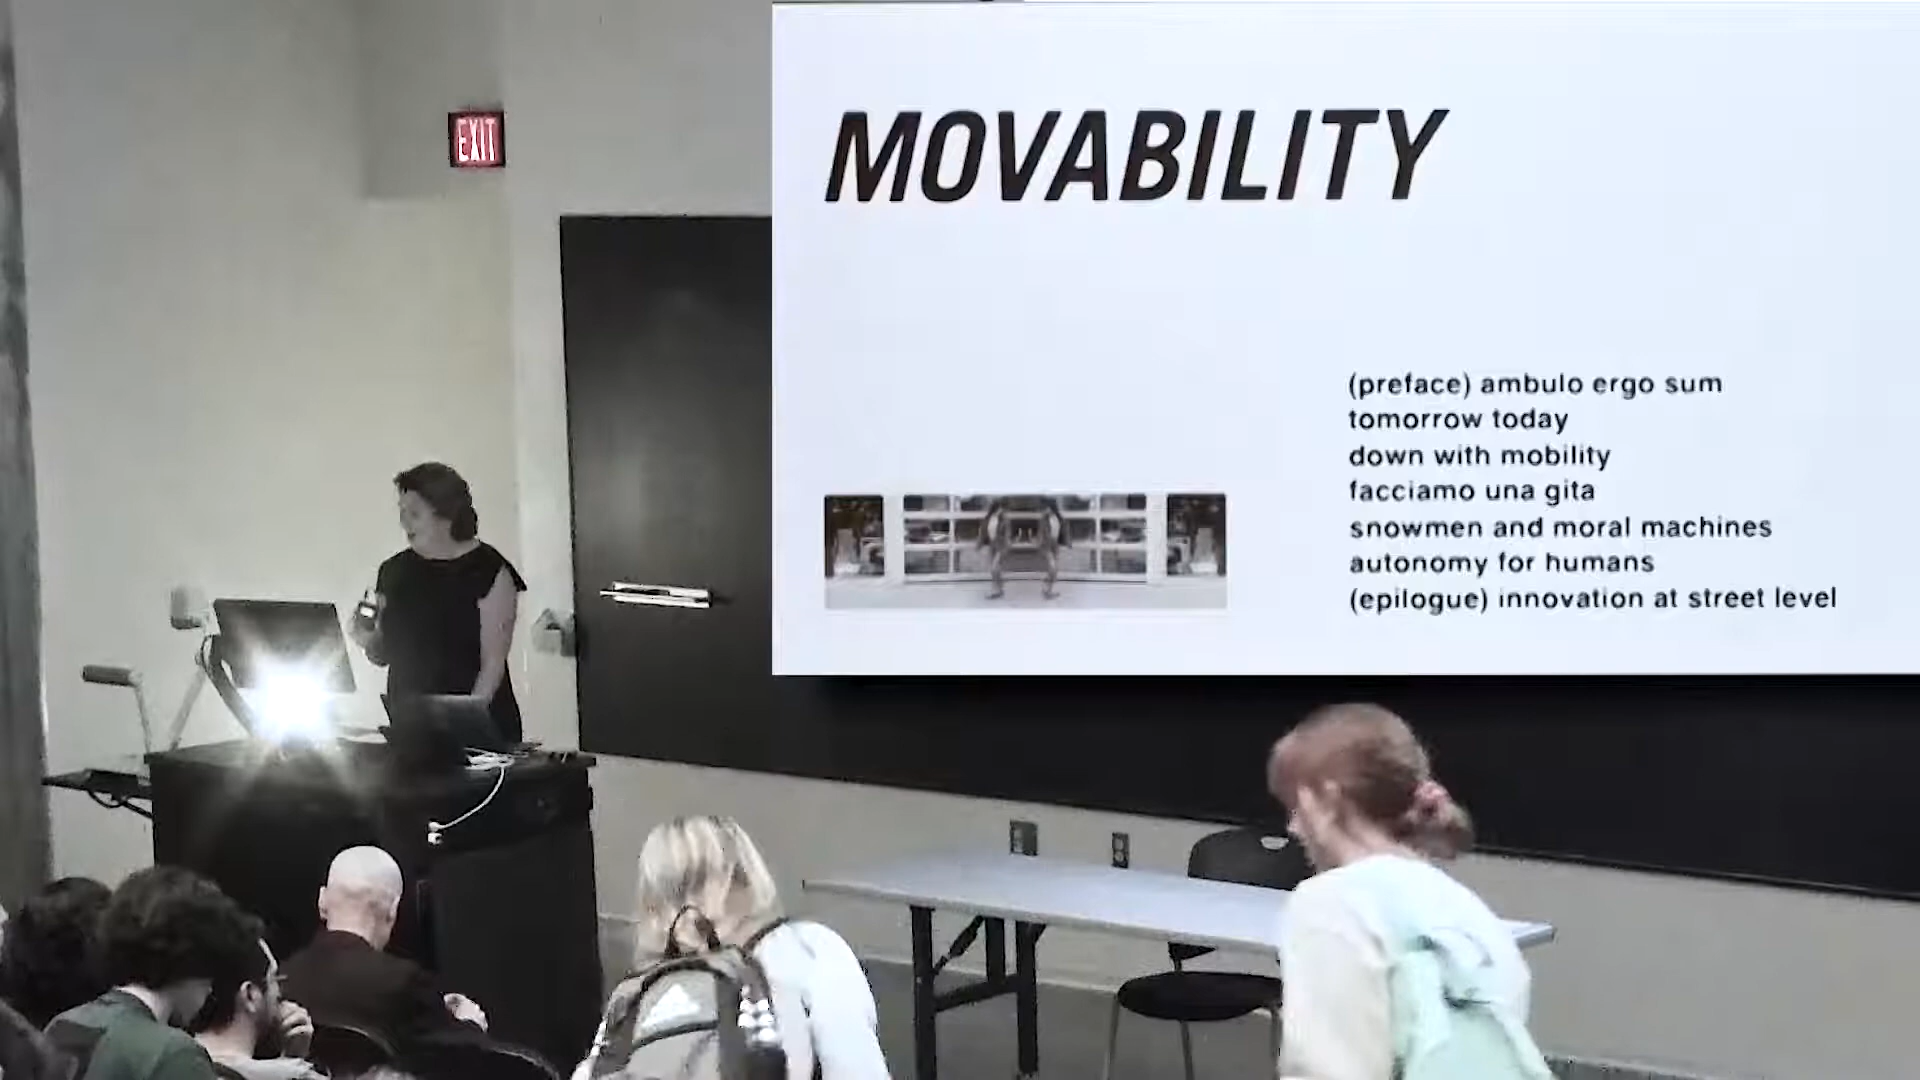 EXIT
MOVABILITY
(preface) ambulo ergo sum
tomorrow today
down with mobility
facciamo una gita
snowmen and moral machines
autonomy for humans
(epilogue) innovation at street level